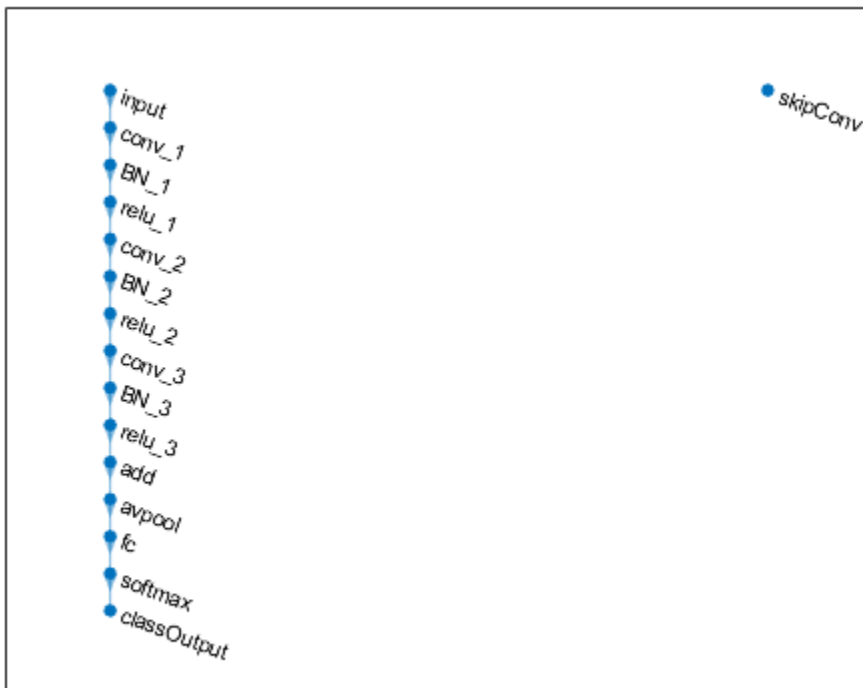 input
skipConv
conv_1
BN_1
relu_1
conv_2
BN_2
relu_2
conv_3
BN_3
relu_3
add
avpool
fc
softmax
classOutput